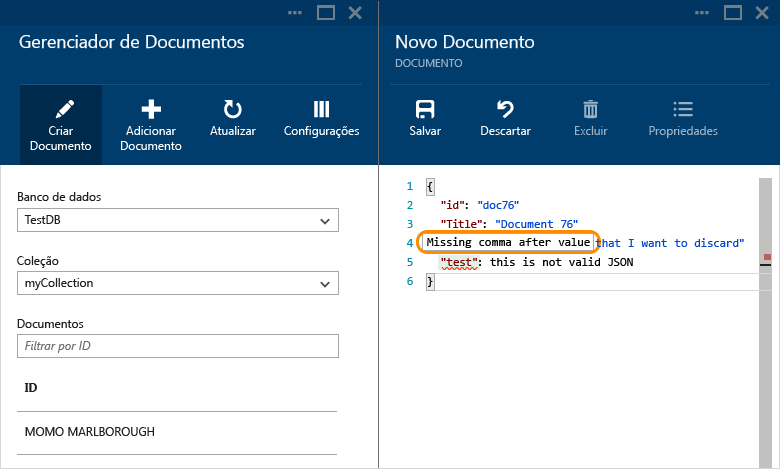 Gerenciador de Documentos
Criar
Documento
Adicionar
Documento
Atualizar
Configurações
Banco de dados
TestDB
Coleção
myCollection
Documentos
Filtrar por ID
ID
MOMO MARLBOROUGH
Novo Documento
DOCUMENTO
Salvar
Descartar
Excluir
Propriedades
1 {
2 "id": "doc76"
3 "Title": "Document 76"
4 Missing comma after value that I want to discard"
5 "test": this is not valid JSON
6 }